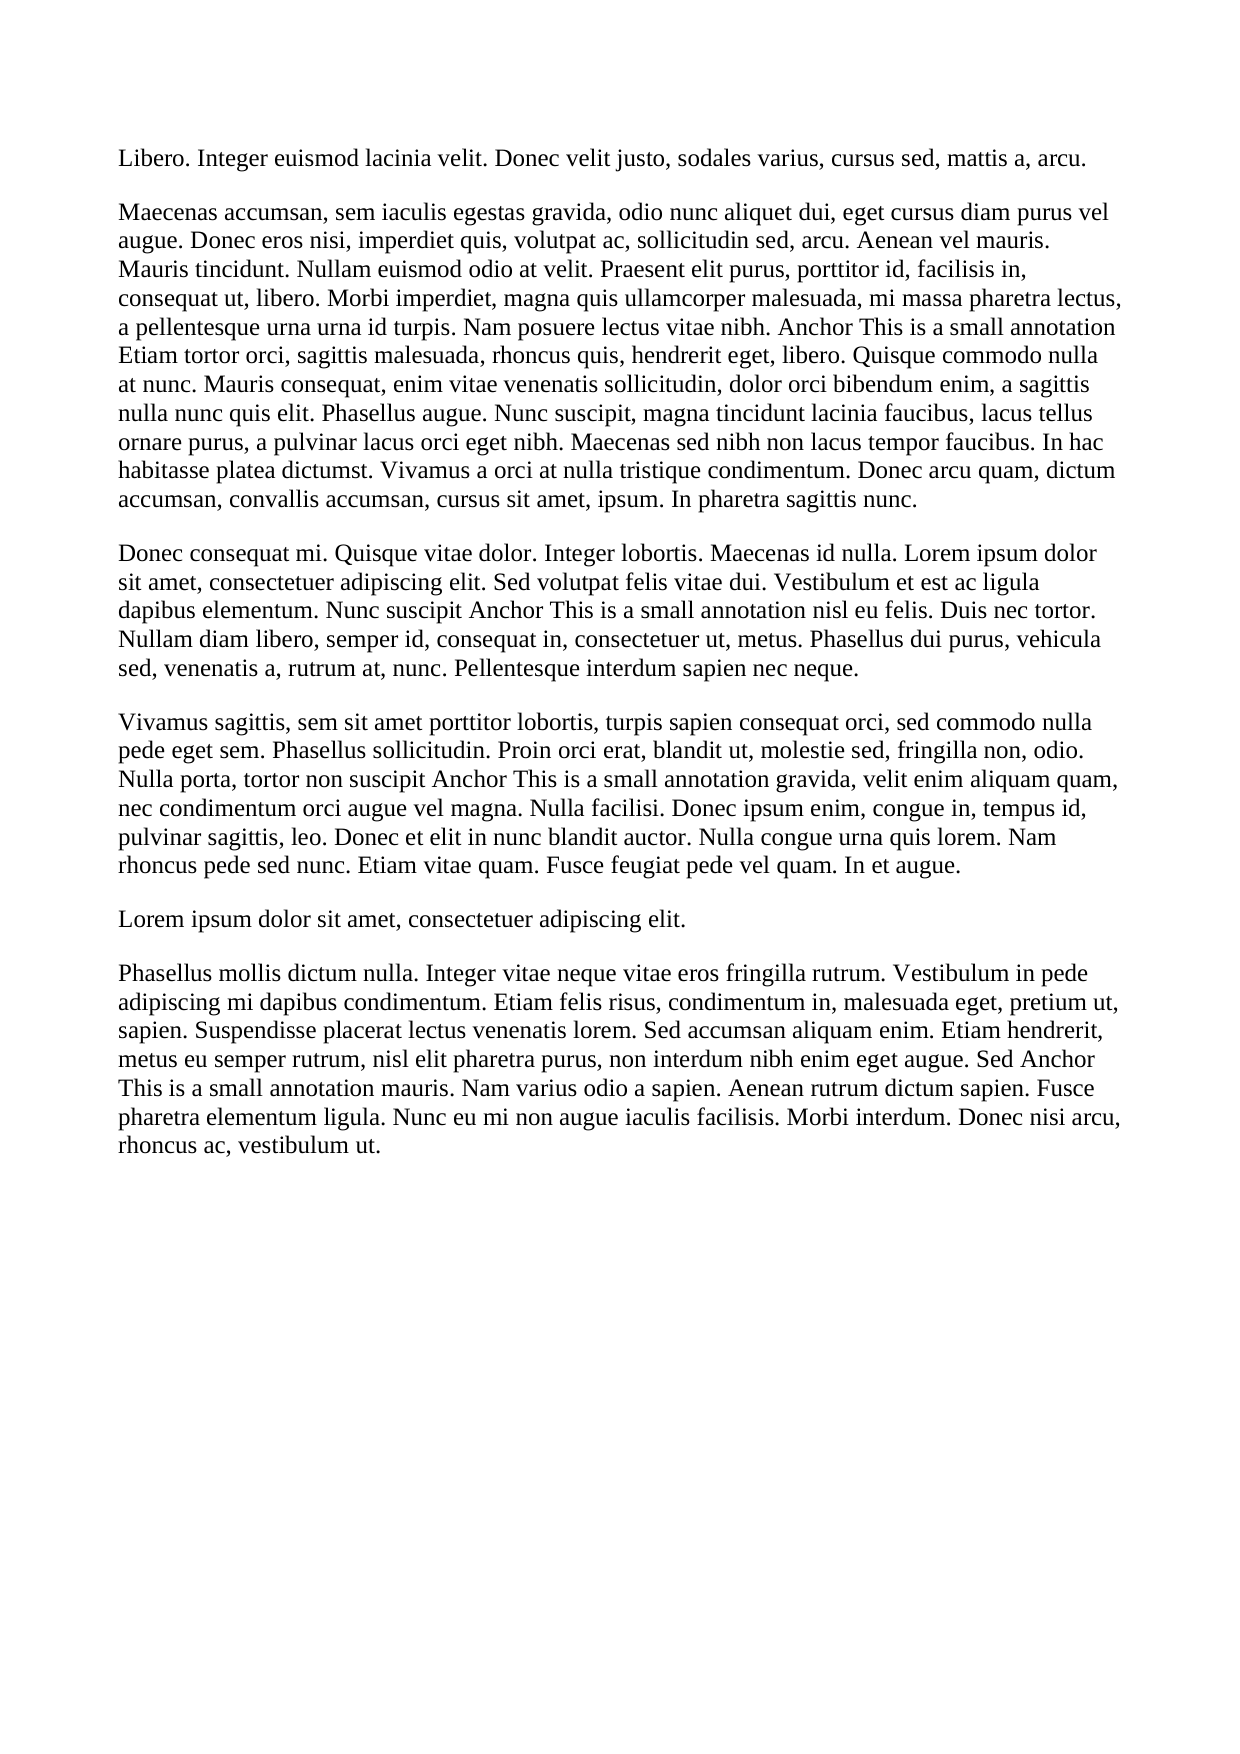 Libero. Integer euismod lacinia velit. Donec velit justo, sodales varius, cursus sed, mattis a, arcu.
Maecenas accumsan, sem iaculis egestas gravida, odio nunc aliquet dui, eget cursus diam purus vel
augue. Donec eros nisi, imperdiet quis, volutpat ac, sollicitudin sed, arcu. Aenean vel mauris.
Mauris tincidunt. Nullam euismod odio at velit. Praesent elit purus, porttitor id, facilisis in,
consequat ut, libero. Morbi imperdiet, magna quis ullamcorper malesuada, mi massa pharetra lectus,
a pellentesque urna urna id turpis. Nam posuere lectus vitae nibh. Anchor This is a small annotation
Etiam tortor orci, sagittis malesuada, rhoncus quis, hendrerit eget, libero. Quisque commodo nulla
at nunc. Mauris consequat, enim vitae venenatis sollicitudin, dolor orci bibendum enim, a sagittis
nulla nunc quis elit. Phasellus augue. Nunc suscipit, magna tincidunt lacinia faucibus, lacus tellus
ornare purus, a pulvinar lacus orci eget nibh. Maecenas sed nibh non lacus tempor faucibus. In hac
habitasse platea dictumst. Vivamus a orci at nulla tristique condimentum. Donec arcu quam, dictum
accumsan, convallis accumsan, cursus sit amet, ipsum. In pharetra sagittis nunc.
Donec consequat mi. Quisque vitae dolor. Integer lobortis. Maecenas id nulla. Lorem ipsum dolor
sit amet, consectetuer adipiscing elit. Sed volutpat felis vitae dui. Vestibulum et est ac ligula
dapibus elementum. Nunc suscipit Anchor This is a small annotation nisl eu felis. Duis nec tortor.
Nullam diam libero, semper id, consequat in, consectetuer ut, metus. Phasellus dui purus, vehicula
sed, venenatis a, rutrum at, nunc. Pellentesque interdum sapien nec neque.
Vivamus sagittis, sem sit amet porttitor lobortis, turpis sapien consequat orci, sed commodo nulla
pede eget sem. Phasellus sollicitudin. Proin orci erat, blandit ut, molestie sed, fringilla non, odio.
Nulla porta, tortor non suscipit Anchor This is a small annotation gravida, velit enim aliquam quam,
nec condimentum orci augue vel magna. Nulla facilisi. Donec ipsum enim, congue in, tempus id,
pulvinar sagittis, leo. Donec et elit in nunc blandit auctor. Nulla congue urna quis lorem. Nam
rhoncus pede sed nunc. Etiam vitae quam. Fusce feugiat pede vel quam. In et augue.
Lorem ipsum dolor sit amet, consectetuer adipiscing elit.
Phasellus mollis dictum nulla. Integer vitae neque vitae eros fringilla rutrum. Vestibulum in pede
adipiscing mi dapibus condimentum. Etiam felis risus, condimentum in, malesuada eget, pretium ut,
sapien. Suspendisse placerat lectus venenatis lorem. Sed accumsan aliquam enim. Etiam hendrerit,
metus eu semper rutrum, nisl elit pharetra purus, non interdum nibh enim eget augue. Sed Anchor
This is a small annotation mauris. Nam varius odio a sapien. Aenean rutrum dictum sapien. Fusce
pharetra elementum ligula. Nunc eu mi non augue iaculis facilisis. Morbi interdum. Donec nisi arcu,
rhoncus ac, vestibulum ut.